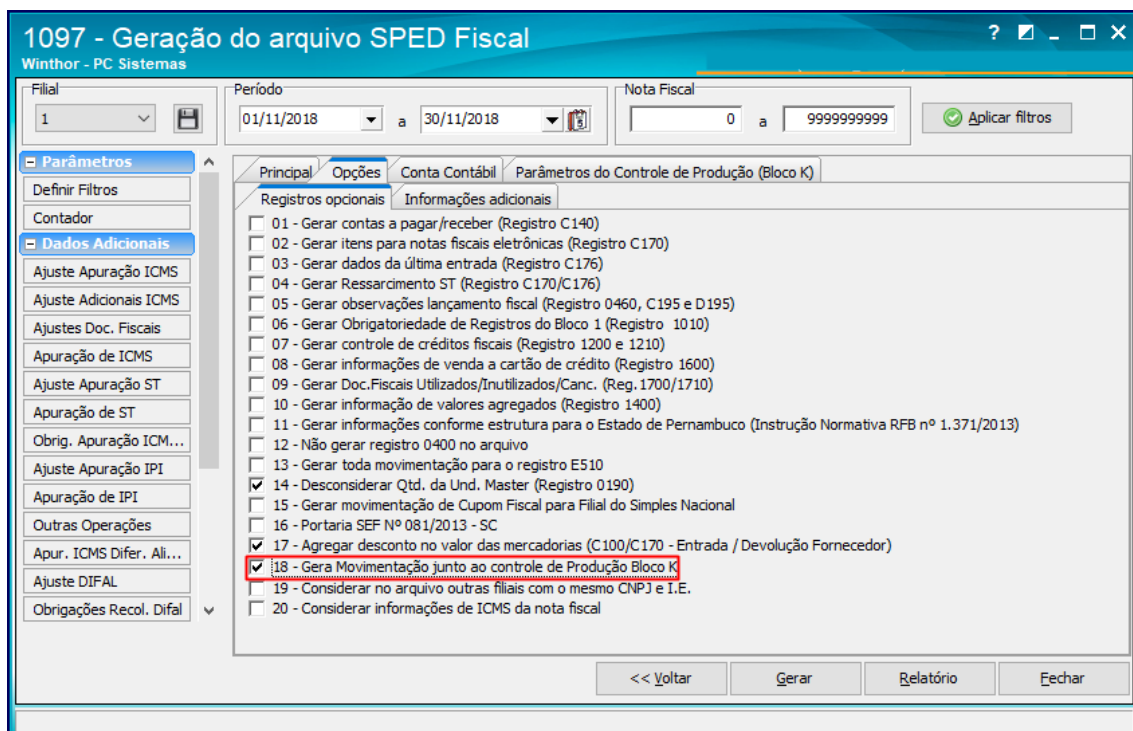 1097 - Geração do arquivo SPED Fiscal
Winthor - PC Sistemas
Filial
1
Período
01/11/2018 a 30/11/2018
Nota Fiscal
0 a 9999999999
Aplicar filtros
Parâmetros
Definir Filtros
Contador
Dados Adicionais
Ajuste Apuração ICMS
Ajuste Adicionais ICMS
Ajustes Doc. Fiscais
Apuração de ICMS
Ajuste Apuração ST
Apuração de ST
Obrig. Apuração ICM...
Ajuste Apuração IPI
Apuração de IPI
Outras Operações
Apur. ICMS Difer. Ali...
Ajuste DIFAL
Obrigações Recol. Difal
Principal Opções Conta Contábil Parâmetros do Controle de Produção (Bloco K)
Registros opcionais Informações adicionais
01 - Gerar contas a pagar/receber (Registro C140)
02 - Gerar itens para notas fiscais eletrônicas (Registro C170)
03 - Gerar dados da última entrada (Registro C176)
04 - Gerar Ressarcimento ST (Registro C170/C176)
05 - Gerar observações lançamento fiscal (Registro 0460, C195 e D195)
06 - Gerar Obrigatoriedade de Registros do Bloco 1 (Registro 1010)
07 - Gerar controle de créditos fiscais (Registro 1200 e 1210)
08 - Gerar informações de venda a cartão de crédito (Registro 1600)
09 - Gerar Doc.Fiscais Utilizados/Inutilizados/Canc. (Reg.1700/1710)
10 - Gerar informação de valores agregados (Registro 1400)
11 - Gerar informações conforme estrutura para o Estado de Pernambuco (Instrução Normativa RFB nº 1.371/2013)
12 - Não gerar registro 0400 no arquivo
13 - Gerar toda movimentação para o registro E510
14 - Desconsiderar Qtd. da Und. Master (Registro 0190)
15 - Gerar movimentação de Cupom Fiscal para Filial do Simples Nacional
16 - Portaria SEF Nº 081/2013 - SC
17 - Agregar desconto no valor das mercadorias (C100/C170 - Entrada / Devolução Fornecedor)
18 - Gera Movimentação junto ao controle de Produção Bloco K
19 - Considerar no arquivo outras filiais com o mesmo CNPJ e I.E.
20 - Considerar informações de ICMS da nota fiscal
<< Voltar Gerar Relatório Fechar